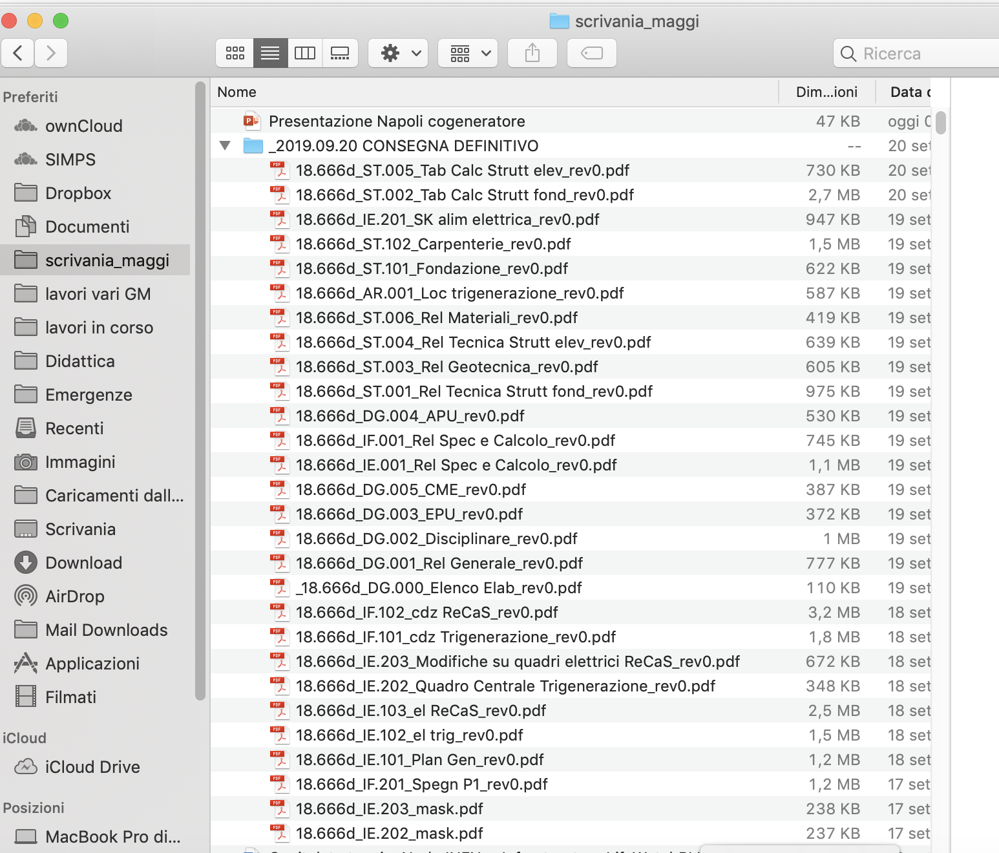 scrivania_maggi
Ricerca
Preferiti
ownCloud
SIMPS
Dropbox
Documenti
scrivania_maggi
lavori vari GM
lavori in corso
Didattica
Emergenze
Recenti
Immagini
Caricamenti dall...
Scrivania
Download
AirDrop
Mail Downloads
Applicazioni
Filmati
iCloud
iCloud Drive
Posizioni
MacBook Pro di...
Nome Dim...ioni Data
Presentazione Napoli cogeneratore 47 KB oggi
_2019.09.20 CONSEGNA DEFINITIVO -- 20 set
18.666d_ST.005_Tab Calc Strutt elev_rev0.pdf 730 KB 20 set
18.666d_ST.002_Tab Calc Strutt fond_rev0.pdf 2,7 MB 20 set
18.666d_IE.201_SK alim elettrica_rev0.pdf 947 KB 19 set
18.666d_ST.102_Carpenterie_rev0.pdf 1,5 MB 19 set
18.666d_ST.101_Fondazione_rev0.pdf 622 KB 19 set
18.666d_AR.001_Loc trigenerazione_rev0.pdf 587 KB 19 set
18.666d_ST.006_Rel Materiali_rev0.pdf 419 KB 19 set
18.666d_ST.004_Rel Tecnica Strutt elev_rev0.pdf 639 KB 19 set
18.666d_ST.003_Rel Geotecnica_rev0.pdf 605 KB 19 set
18.666d_ST.001_Rel Tecnica Strutt fond_rev0.pdf 975 KB 19 set
18.666d_DG.004_APU_rev0.pdf 530 KB 19 set
18.666d_IF.001_Rel Spec e Calcolo_rev0.pdf 745 KB 19 set
18.666d_IE.001_Rel Spec e Calcolo_rev0.pdf 1,1 MB 19 set
18.666d_DG.005_CME_rev0.pdf 387 KB 19 set
18.666d_DG.003_EPU_rev0.pdf 372 KB 19 set
18.666d_DG.002_Disciplinare_rev0.pdf 1 MB 19 set
18.666d_DG.001_Rel Generale_rev0.pdf 777 KB 19 set
_18.666d_DG.000_Elenco Elab_rev0.pdf 110 KB 19 set
18.666d_IF.102_cdz ReCaS_rev0.pdf 3,2 MB 18 set
18.666d_IF.101_cdz Trigenerazione_rev0.pdf 1,8 MB 18 set
18.666d_IE.203_Modifiche su quadri elettrici ReCaS_rev0.pdf 672 KB 18 set
18.666d_IE.202_Quadro Centrale Trigenerazione_rev0.pdf 348 KB 18 set
18.666d_IE.103_el ReCaS_rev0.pdf 2,5 MB 18 set
18.666d_IE.102_el trig_rev0.pdf 1,5 MB 18 set
18.666d_IE.101_Plan Gen_rev0.pdf 1,2 MB 18 set
18.666d_IF.201_Spegn P1_rev0.pdf 1,2 MB 17 set
18.666d_IE.203_mask.pdf 238 KB 17 set
18.666d_IE.202_mask.pdf 237 KB 17 set